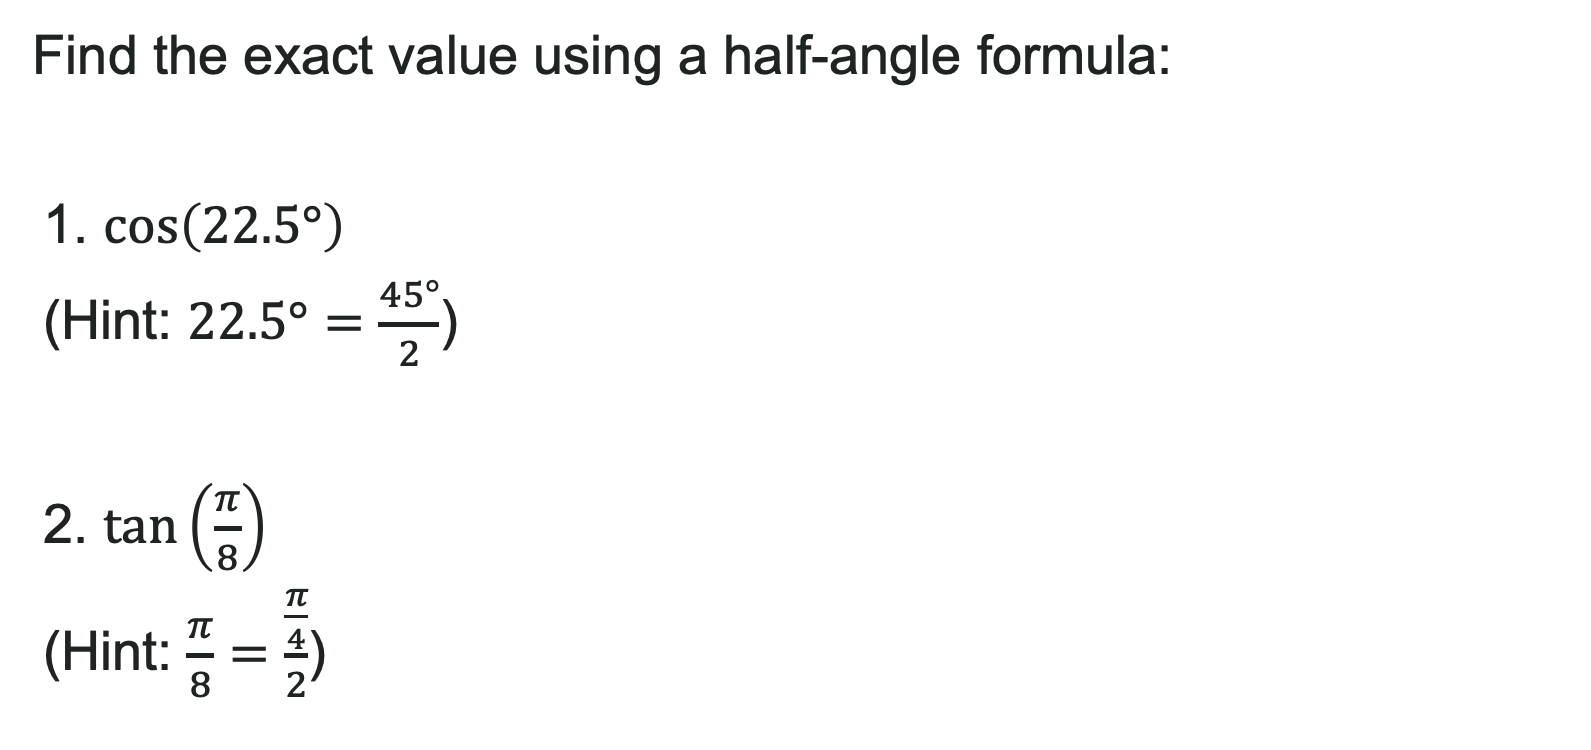 Find the exact value using a half-angle formula:
1. cos(22.5°)
(Hint: 22.5° = 45°/2)
2. tan(π/8)
(Hint: π/8 = π/4/2)